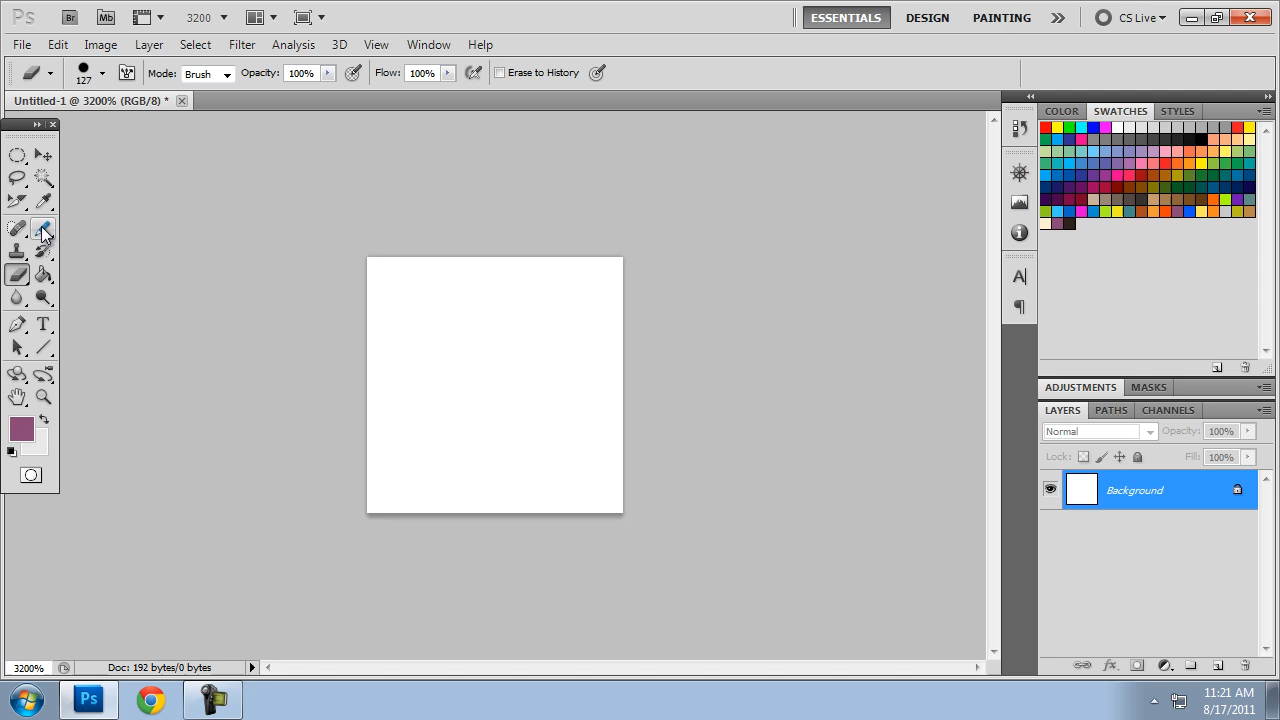 Ps Br Mb 3200 ESSENTIALS DESIGN PAINTING CS Live
File Edit Image Layer Select Filter Analysis 3D View Window Help
127 Mode: Brush Opacity: 100% Flow: 100% Erase to History
Untitled-1 @ 3200% (RGB/8) *
COLOR SWATCHES STYLES
ADJUSTMENTS MASKS
LAYERS PATHS CHANNELS
Normal Opacity: 100%
Lock: Fill: 100%
Background
3200% Doc: 192 bytes/0 bytes
Ps
11:21 AM
8/17/2011